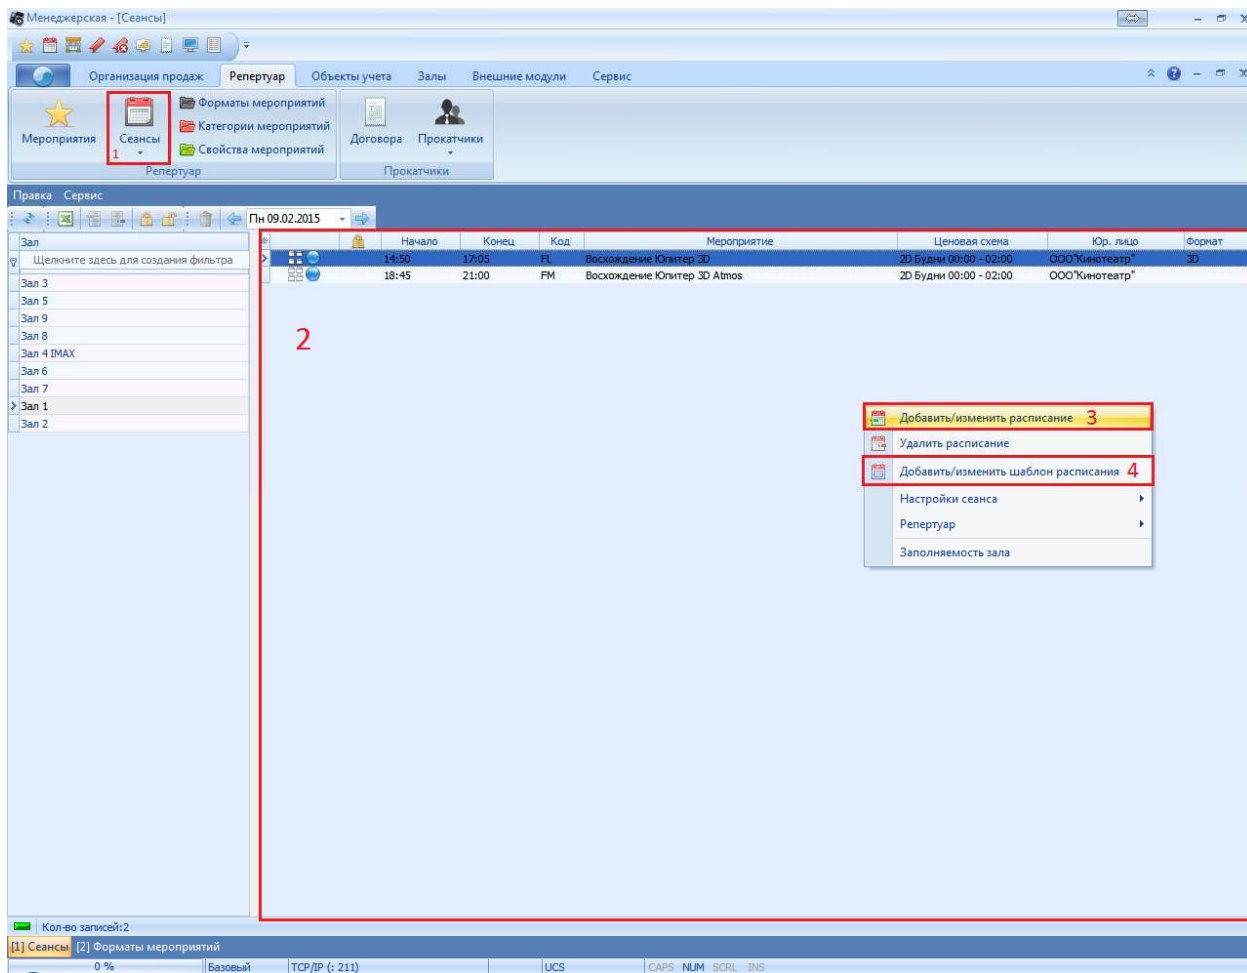 Менеджерская - [Сеансы]
Организация продаж Репертуар Объекты учета Залы Внешние модули Сервис
Мероприятия
Сеансы
1
Форматы мероприятий
Категории мероприятий
Свойства мероприятий
Репертуар
Договора Прокатчики
Прокатчики
Правка Сервис
Пн 09.02.2015
Зал
Щелкните здесь для создания фильтра
Зал 3
Зал 5
Зал 9
Зал 8
Зал 4 IMAX
Зал 6
Зал 7
Зал 1
Зал 2
Начало Конец Код Мероприятие Ценовая схема Юр. лицо Формат
14:50 17:05 FL Восхождение Юпитер 3D 2D Будни 00:00 - 02:00 ООО"Кинотеатр" 3D
18:45 21:00 FM Восхождение Юпитер 3D Atmos 2D Будни 00:00 - 02:00 ООО"Кинотеатр"
2
Добавить/изменить расписание 3
Удалить расписание
Добавить/изменить шаблон расписания 4
Настройки сеанса
Репертуар
Заполняемость зала
Кол-во записей:2
[1] Сеансы [2] Форматы мероприятий
0 % Базовый TCP/IP (: 211) UCS CAPS NUM SCRL INS